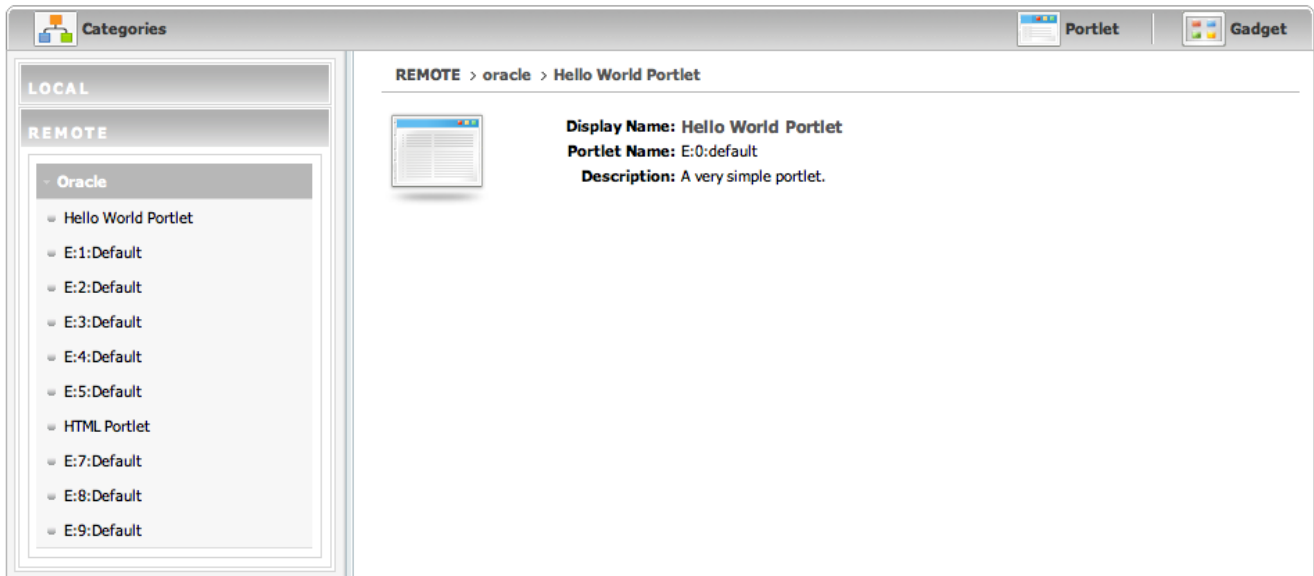 Categories
Portlet
Gadget
LOCAL
REMOTE
Oracle
Hello World Portlet
E:1:Default
E:2:Default
E:3:Default
E:4:Default
E:5:Default
HTML Portlet
E:7:Default
E:8:Default
E:9:Default
REMOTE > oracle > Hello World Portlet
Display Name: Hello World Portlet
Portlet Name: E:0:default
Description: A very simple portlet.